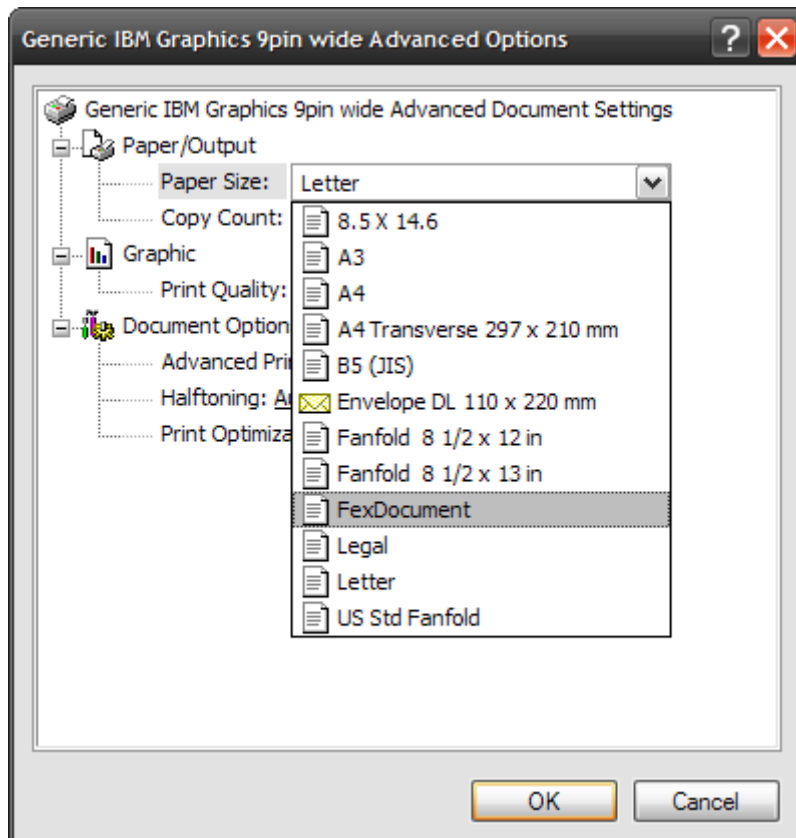 Generic IBM Graphics 9pin wide Advanced Options
Generic IBM Graphics 9pin wide Advanced Document Settings
Paper/Output
Paper Size: Letter
Copy Count:
8.5 X 14.6
Graphic
A3
Print Quality:
A4
Document Option
A4 Transverse 297 x 210 mm
Advanced Pri
B5 (JIS)
Halftoning:
Envelope DL 110 x 220 mm
Print Optimiza
Fanfold 8 1/2 x 12 in
Fanfold 8 1/2 x 13 in
FexDocument
Legal
Letter
US Std Fanfold
OK Cancel